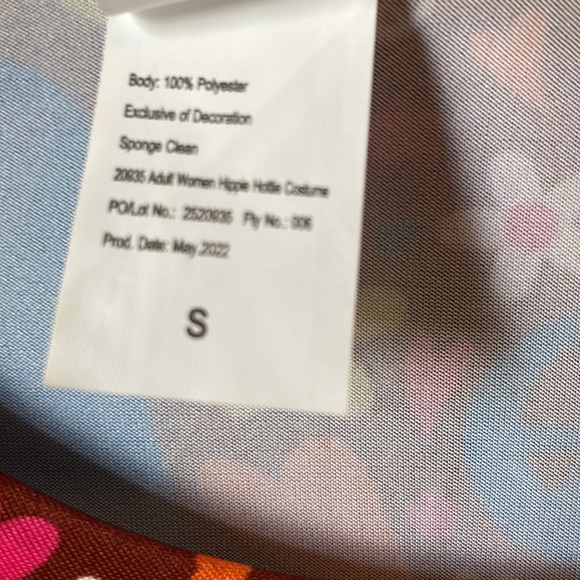 Body: 100% Polyester
Exclusive of Decoration
Sponge Clean
20935 Adult Women Hippie Hottie Costume
PO/Lot No.: 2520935 Fty No.: 006
Prod. Date: May,2022
S